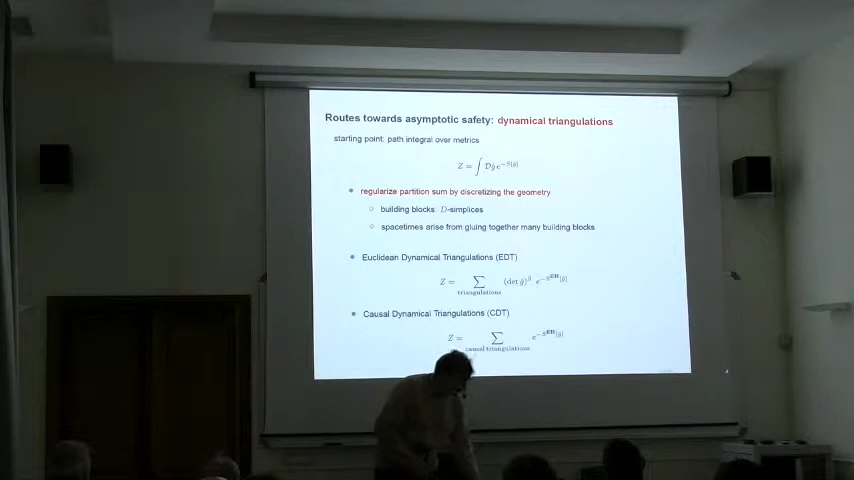 Routes towards asymptotic safety: dynamical triangulations
starting point: path integral over metrics
Z = ∫ Dĝ e^{-S[ĝ]}
• regularize partition sum by discretizing the geometry
○ building blocks: D-simplices
○ spacetimes arise from gluing together many building blocks
• Euclidean Dynamical Triangulations (EDT)
Z = ∑_{triangulations} (det ĝ)^β e^{-S^{EH}[ĝ]}
• Causal Dynamical Triangulations (CDT)
Z = ∑_{causal triangulations} e^{-S^{EH}[ĝ]}